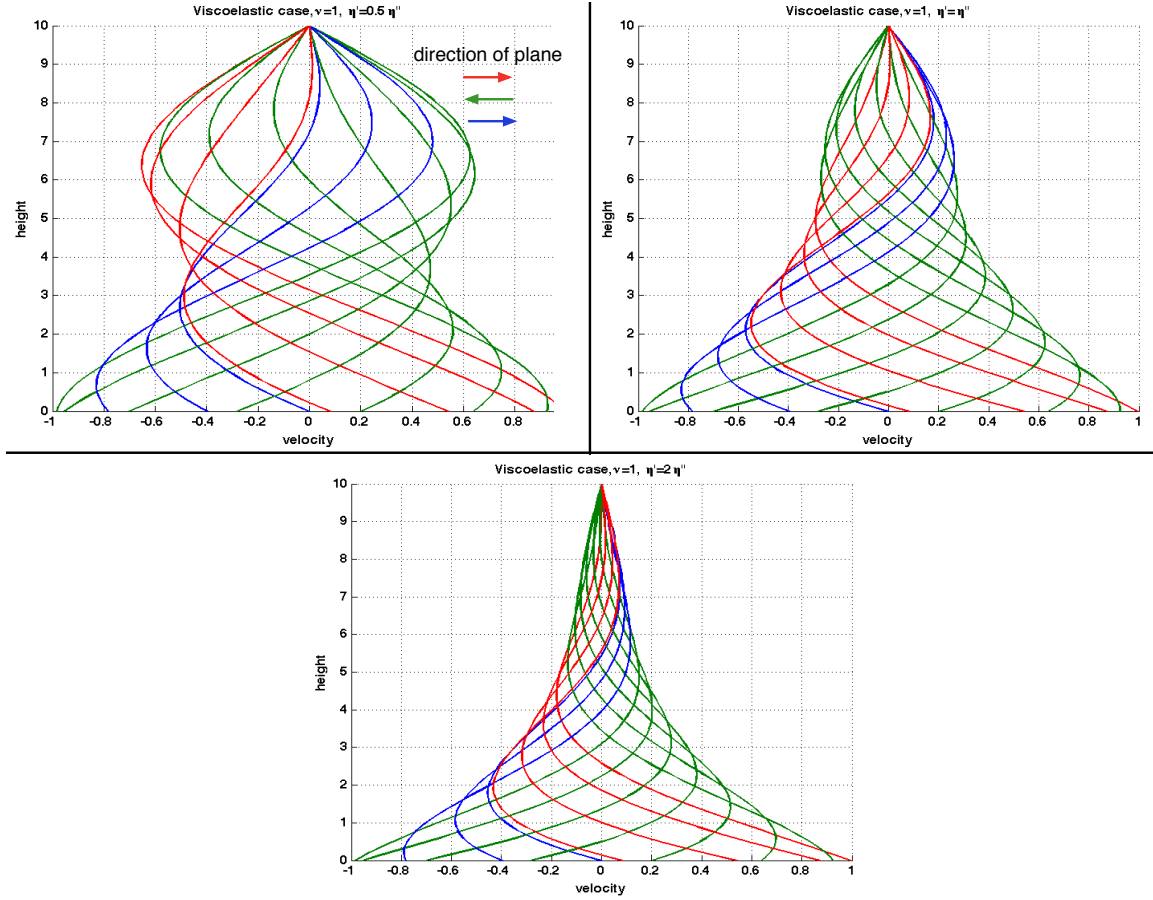 Viscoelastic case, ν=1, η'=0.5 η''
direction of plane
height
10
9
8
7
6
5
4
3
2
1
0
-1 -0.8 -0.6 -0.4 -0.2 0 0.2 0.4 0.6 0.8
velocity
Viscoelastic case, ν=1, η'=η''
height
10
9
8
7
6
5
4
3
2
1
0
-1 -0.8 -0.6 -0.4 -0.2 0 0.2 0.4 0.6 0.8 1
velocity
Viscoelastic case, ν=1, η'=2 η''
height
10
9
8
7
6
5
4
3
2
1
0
-1 -0.8 -0.6 -0.4 -0.2 0 0.2 0.4 0.6 0.8 1
velocity